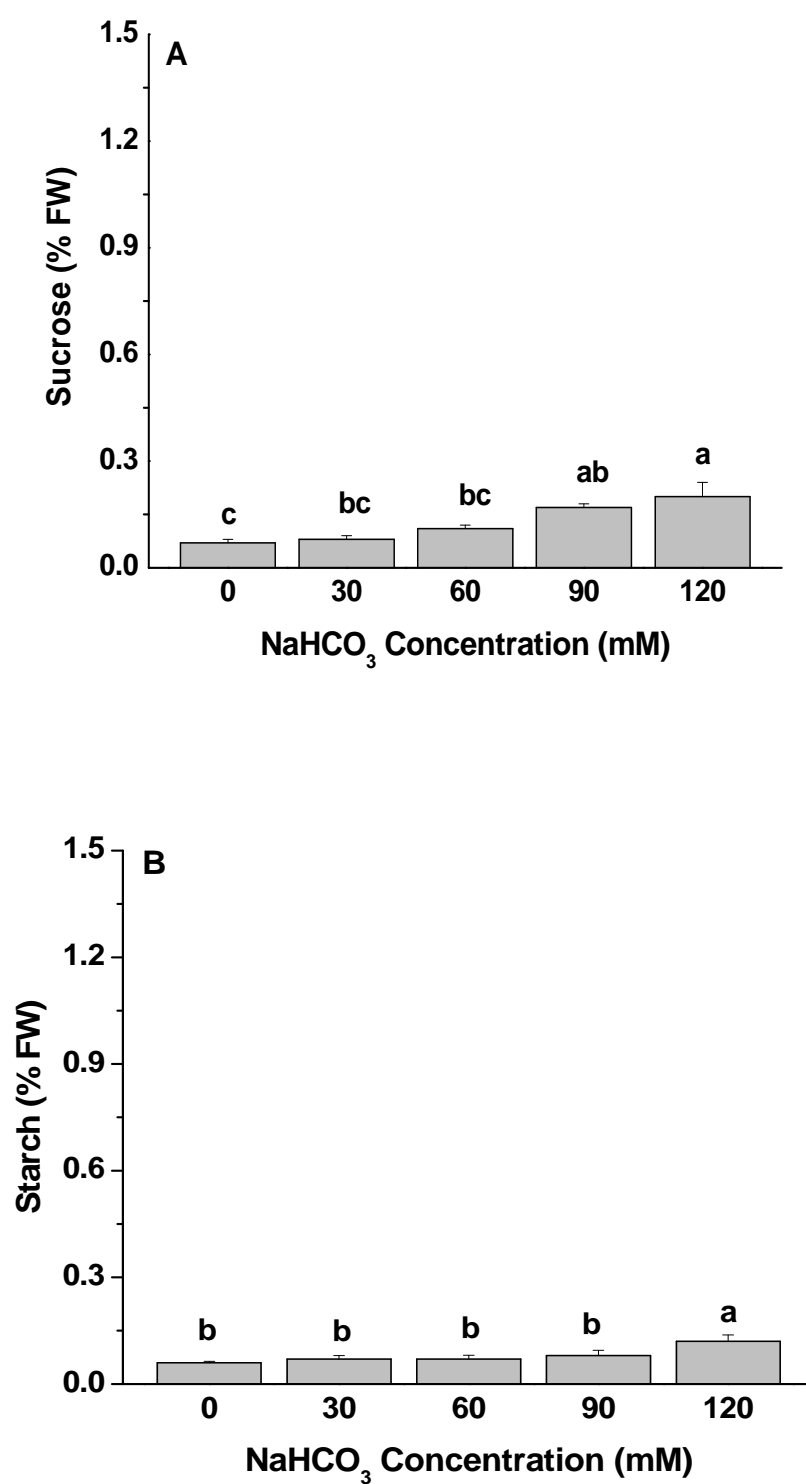 A
1.5
1.2
0.9
0.6
0.3
0.0
Sucrose (% FW)
c bc bc ab a
0 30 60 90 120
NaHCO₃ Concentration (mM)
B
1.5
1.2
0.9
0.6
0.3
0.0
Starch (% FW)
b b b b a
0 30 60 90 120
NaHCO₃ Concentration (mM)